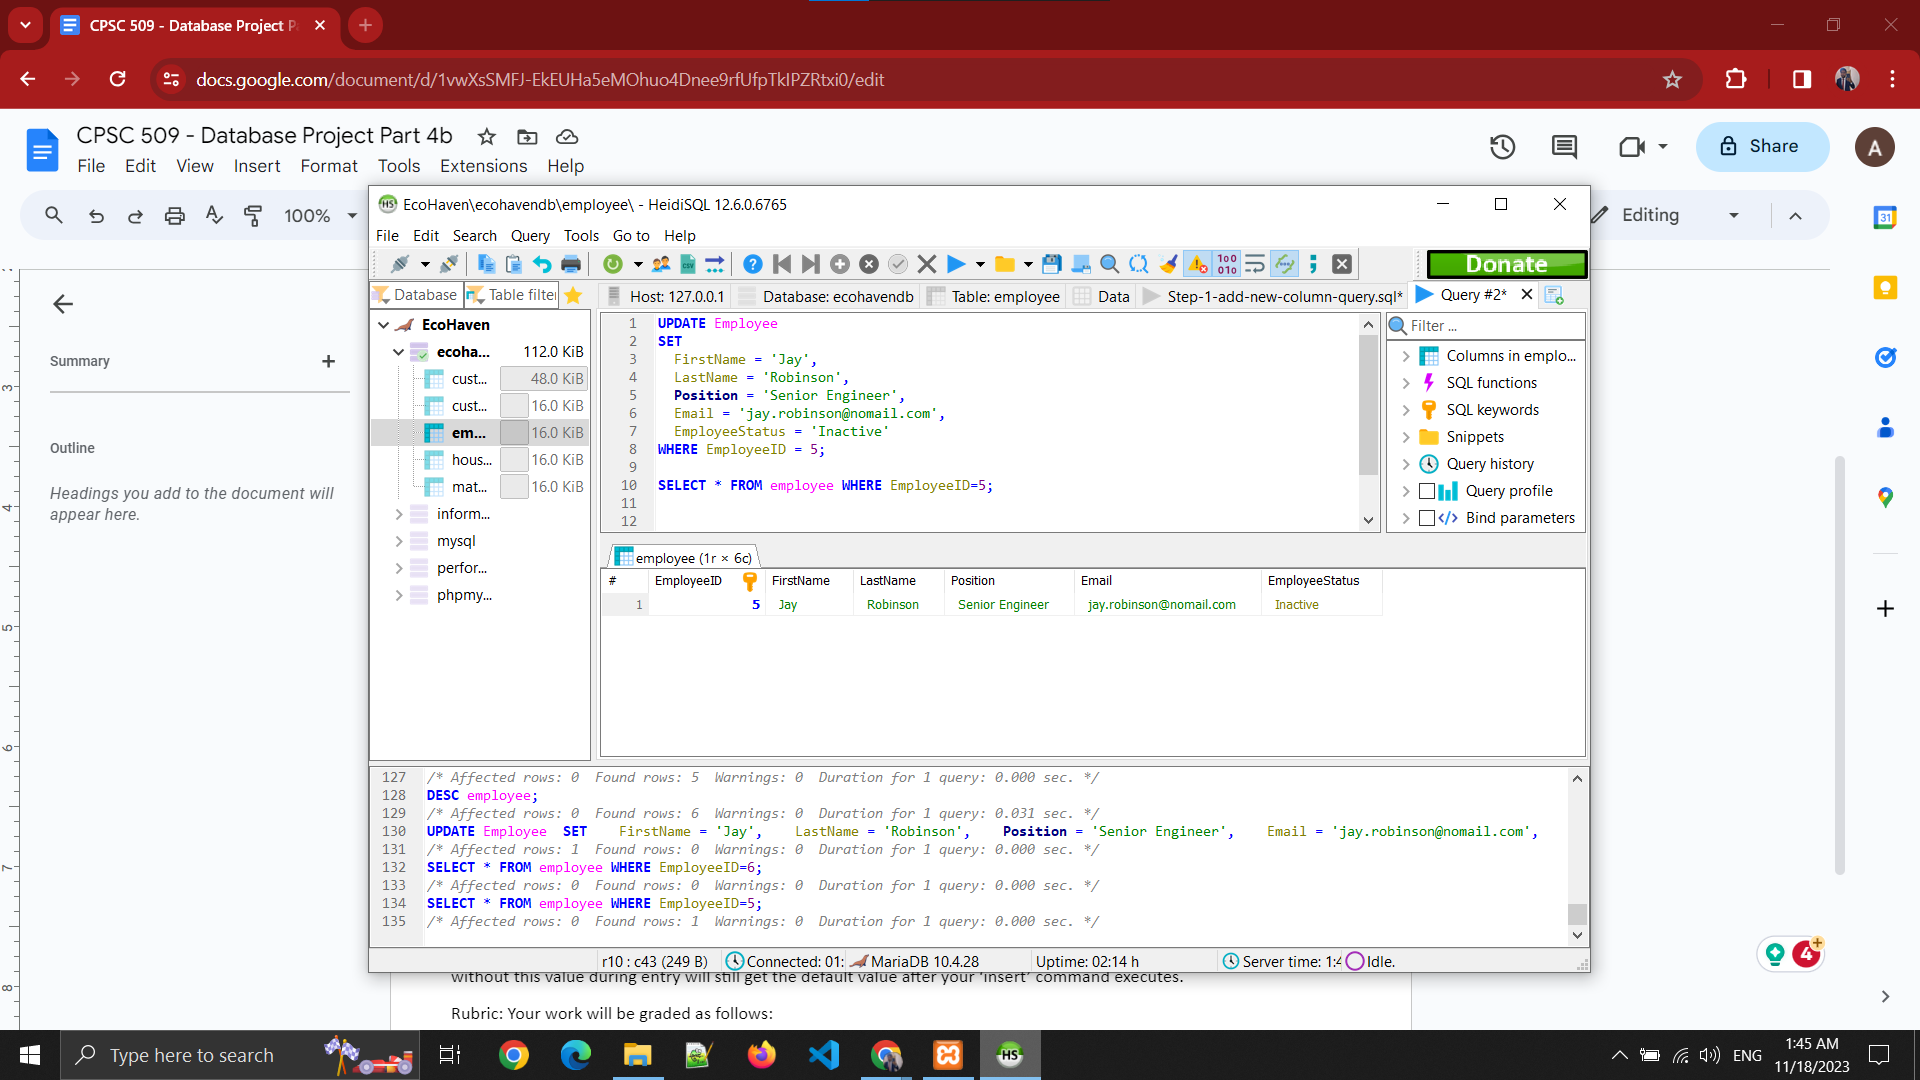 CPSC 509 - Database Project P
docs.google.com/document/d/1vwXsSMFJ-EkEUHa5eMOhuo4Dnee9rfUfpTkIPZRtxi0/edit
CPSC 509 - Database Project Part 4b
File Edit View Insert Format Tools Extensions Help
Share
A
100%
Editing
31
EcoHaven\ecohavendb\employee\ - HeidiSQL 12.6.0.6765
File Edit Search Query Tools Go to Help
Donate
Database
Table filter
Host: 127.0.0.1
Database: ecohavendb
Table: employee
Data
Step-1-add-new-column-query.sql*
Query #2*
Summary
Outline
Headings you add to the document will
appear here.
EcoHaven
ecoha... 112.0 KiB
cust... 48.0 KiB
cust... 16.0 KiB
em... 16.0 KiB
hous... 16.0 KiB
mat... 16.0 KiB
inform...
mysql
perfor...
phpmy...
1 UPDATE Employee
2 SET
3 FirstName = 'Jay',
4 LastName = 'Robinson',
5 Position = 'Senior Engineer',
6 Email = 'jay.robinson@nomail.com',
7 EmployeeStatus = 'Inactive'
8 WHERE EmployeeID = 5;
9
10 SELECT * FROM employee WHERE EmployeeID=5;
11
12
Filter ...
Columns in emplo...
SQL functions
SQL keywords
Snippets
Query history
Query profile
Bind parameters
employee (1r × 6c)
# EmployeeID FirstName LastName Position Email EmployeeStatus
1 5 Jay Robinson Senior Engineer jay.robinson@nomail.com Inactive
127 /* Affected rows: 0 Found rows: 5 Warnings: 0 Duration for 1 query: 0.000 sec. */
128 DESC employee;
129 /* Affected rows: 0 Found rows: 6 Warnings: 0 Duration for 1 query: 0.031 sec. */
130 UPDATE Employee SET FirstName = 'Jay', LastName = 'Robinson', Position = 'Senior Engineer', Email = 'jay.robinson@nomail.com',
131 /* Affected rows: 1 Found rows: 0 Warnings: 0 Duration for 1 query: 0.000 sec. */
132 SELECT * FROM employee WHERE EmployeeID=6;
133 /* Affected rows: 0 Found rows: 0 Warnings: 0 Duration for 1 query: 0.000 sec. */
134 SELECT * FROM employee WHERE EmployeeID=5;
135 /* Affected rows: 0 Found rows: 1 Warnings: 0 Duration for 1 query: 0.000 sec. */
r10 : c43 (249 B) Connected: 01: MariaDB 10.4.28 Uptime: 02:14 h Server time: 1:4 Idle.
without this value during entry will still get the default value after your 'insert' command executes.
Rubric: Your work will be graded as follows:
4
3
4
5
6
7
8
Type here to search
HS
ENG
1:45 AM
11/18/2023